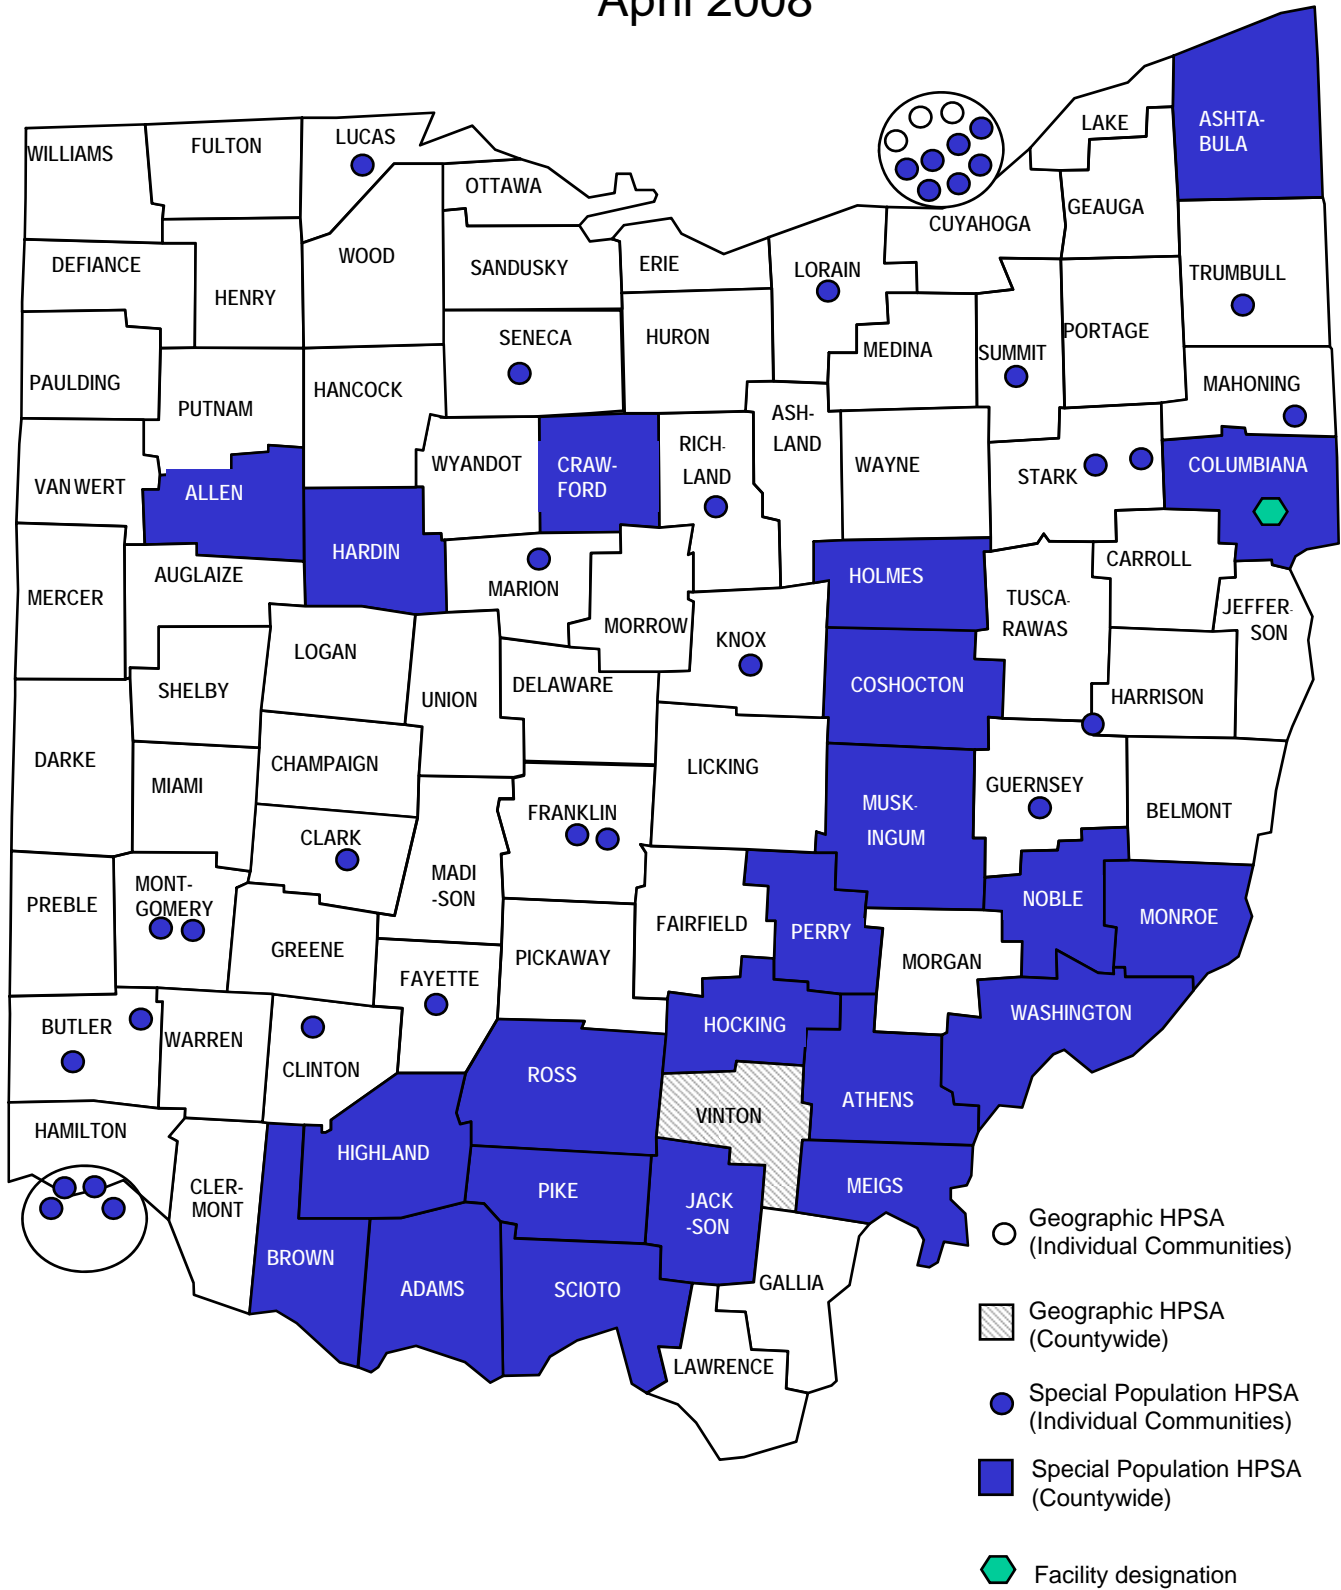 April 2008
LAKE
ASHTA-
BULA
WILLIAMS
FULTON
LUCAS
OTTAWA
GEAUGA
CUYAHOGA
DEFIANCE
WOOD
SANDUSKY
ERIE
LORAIN
TRUMBULL
HENRY
SENECA
HURON
MEDINA
SUMMIT
PORTAGE
PAULDING
PUTNAM
HANCOCK
MAHONING
ASH-
LAND
RICH-
LAND
WYANDOT
CRAW-
FORD
WAYNE
STARK
COLUMBIANA
VAN WERT
ALLEN
HARDIN
MERCER
AUGLAIZE
MARION
MORROW
HOLMES
TUSCA-
RAWAS
CARROLL
JEFFER-
SON
LOGAN
KNOX
SHELBY
UNION
DELAWARE
COSHOCTON
HARRISON
DARKE
MIAMI
CHAMPAIGN
LICKING
GUERNSEY
BELMONT
CLARK
FRANKLIN
MUSK-
INGUM
PREBLE
MONT-
GOMERY
MADI
-SON
FAIRFIELD
PERRY
NOBLE
MONROE
GREENE
PICKAWAY
MORGAN
FAYETTE
BUTLER
WARREN
CLINTON
HOCKING
WASHINGTON
ROSS
VINTON
ATHENS
HAMILTON
HIGHLAND
CLER-
MONT
PIKE
JACK
-SON
MEIGS
BROWN
ADAMS
SCIOTO
GALLIA
LAWRENCE
Geographic HPSA
(Individual Communities)
Geographic HPSA
(Countywide)
Special Population HPSA
(Individual Communities)
Special Population HPSA
(Countywide)
Facility designation